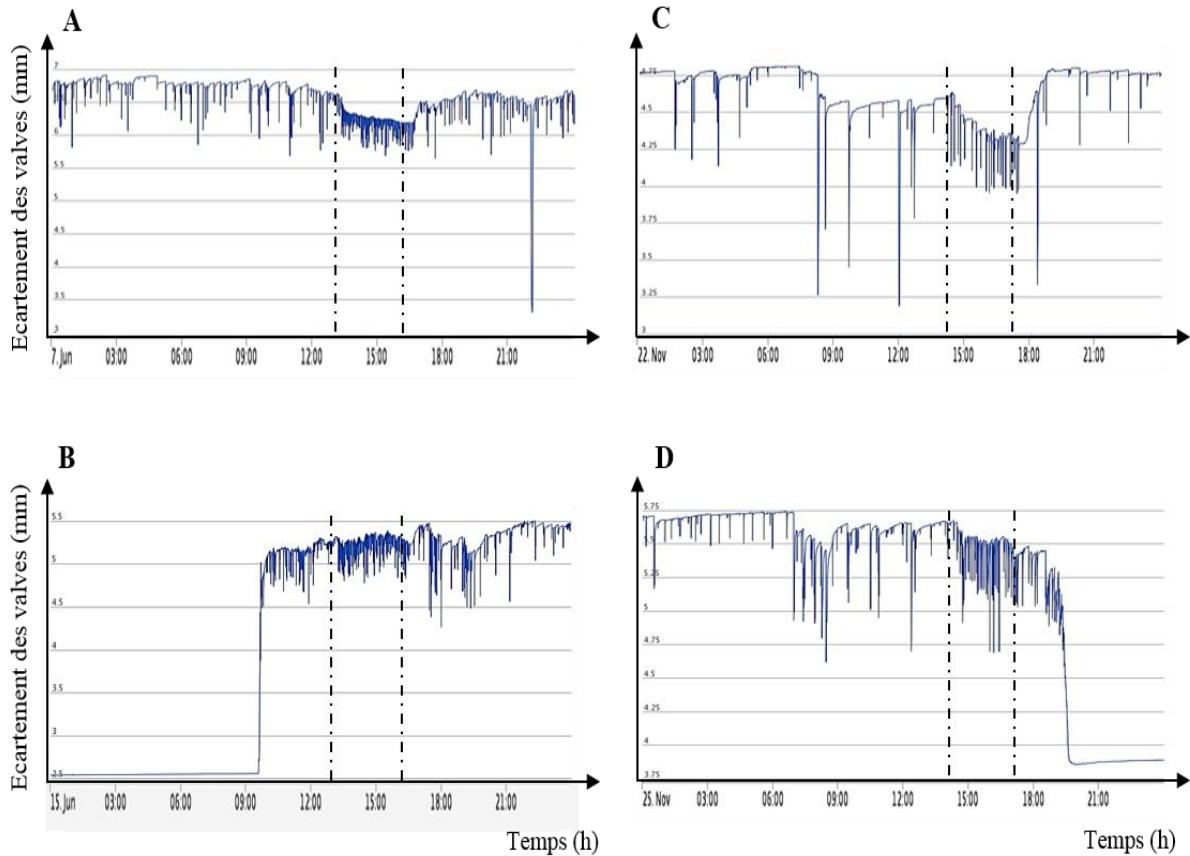 A
Ecartement des valves (mm)
7
6.5
6
5.5
5
4.5
4
3.5
3
7. Jun 03:00 06:00 09:00 12:00 15:00 18:00 21:00
C
4.75
4.5
4.25
4
3.75
3.5
3.25
3
22. Nov 03:00 06:00 09:00 12:00 15:00 18:00 21:00
B
Ecartement des valves (mm)
5.5
5
4.5
4
3.5
3
2.5
15. Jun 03:00 06:00 09:00 12:00 15:00 18:00 21:00
Temps (h)
D
5.75
5.5
5.25
5
4.75
4.5
4.25
4
3.75
25. Nov 03:00 06:00 09:00 12:00 15:00 18:00 21:00
Temps (h)